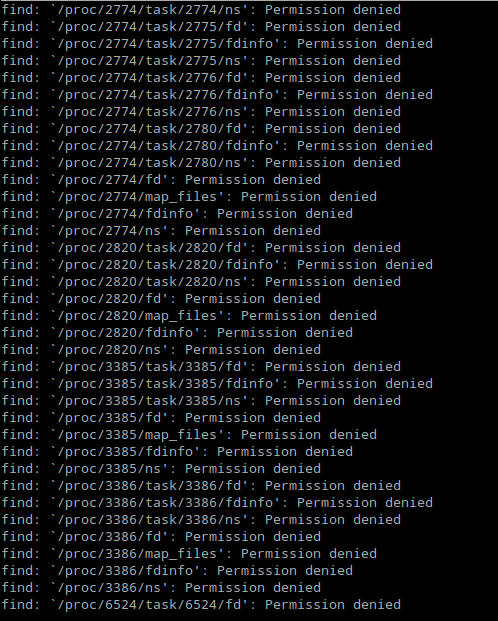 find: `/proc/2774/task/2774/ns': Permission denied
find: `/proc/2774/task/2775/fd': Permission denied
find: `/proc/2774/task/2775/fdinfo': Permission denied
find: `/proc/2774/task/2775/ns': Permission denied
find: `/proc/2774/task/2776/fd': Permission denied
find: `/proc/2774/task/2776/fdinfo': Permission denied
find: `/proc/2774/task/2776/ns': Permission denied
find: `/proc/2774/task/2780/fd': Permission denied
find: `/proc/2774/task/2780/fdinfo': Permission denied
find: `/proc/2774/task/2780/ns': Permission denied
find: `/proc/2774/fd': Permission denied
find: `/proc/2774/map_files': Permission denied
find: `/proc/2774/fdinfo': Permission denied
find: `/proc/2774/ns': Permission denied
find: `/proc/2820/task/2820/fd': Permission denied
find: `/proc/2820/task/2820/fdinfo': Permission denied
find: `/proc/2820/task/2820/ns': Permission denied
find: `/proc/2820/fd': Permission denied
find: `/proc/2820/map_files': Permission denied
find: `/proc/2820/fdinfo': Permission denied
find: `/proc/2820/ns': Permission denied
find: `/proc/3385/task/3385/fd': Permission denied
find: `/proc/3385/task/3385/fdinfo': Permission denied
find: `/proc/3385/task/3385/ns': Permission denied
find: `/proc/3385/fd': Permission denied
find: `/proc/3385/map_files': Permission denied
find: `/proc/3385/fdinfo': Permission denied
find: `/proc/3385/ns': Permission denied
find: `/proc/3386/task/3386/fd': Permission denied
find: `/proc/3386/task/3386/fdinfo': Permission denied
find: `/proc/3386/task/3386/ns': Permission denied
find: `/proc/3386/fd': Permission denied
find: `/proc/3386/map_files': Permission denied
find: `/proc/3386/fdinfo': Permission denied
find: `/proc/3386/ns': Permission denied
find: `/proc/6524/task/6524/fd': Permission denied